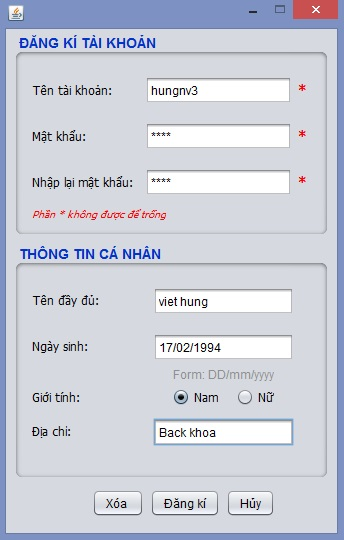 ĐĂNG KÍ TÀI KHOẢN
Tên tài khoản: hungnv3 *
Mật khẩu: **** *
Nhập lại mật khẩu: **** *
Phần * không được để trống
THÔNG TIN CÁ NHÂN
Tên đầy đủ: viet hung
Ngày sinh: 17/02/1994
Form: DD/mm/yyyy
Giới tính: Nam Nữ
Địa chỉ: Back khoa
Xóa Đăng kí Hủy